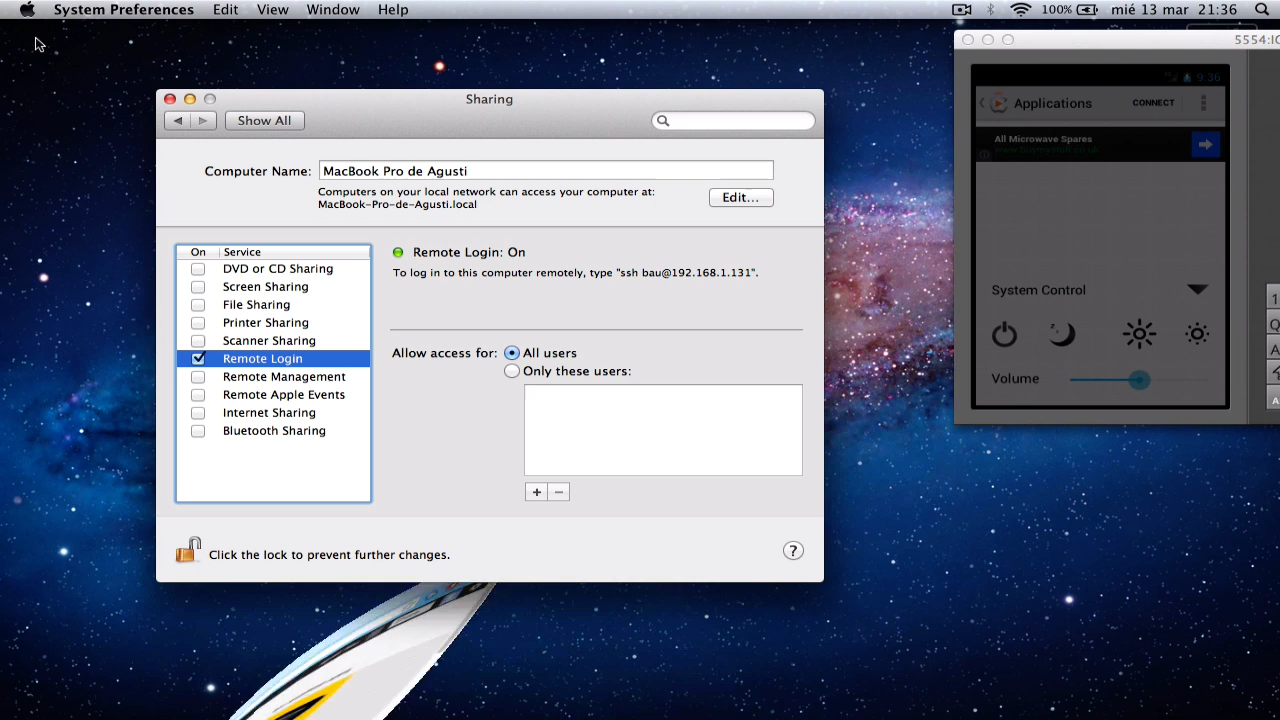 System Preferences Edit View Window Help 100% mié 13 mar 21:36
Sharing
Show All
Computer Name: MacBook Pro de Agusti
Computers on your local network can access your computer at:
MacBook-Pro-de-Agusti.local
Edit...
On Service
DVD or CD Sharing
Screen Sharing
File Sharing
Printer Sharing
Scanner Sharing
Remote Login
Remote Management
Remote Apple Events
Internet Sharing
Bluetooth Sharing
Remote Login: On
To log in to this computer remotely, type "ssh bau@192.168.1.131".
Allow access for: All users
Only these users:
+ −
Click the lock to prevent further changes.
?
9:36
Applications CONNECT
All Microwave Spares
System Control
Volume
1
Q
A